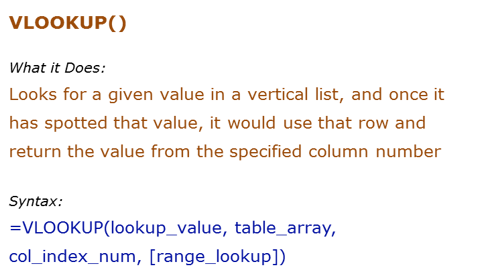 VLOOKUP()
What it Does:
Looks for a given value in a vertical list, and once it
has spotted that value, it would use that row and
return the value from the specified column number
Syntax:
=VLOOKUP(lookup_value, table_array,
col_index_num, [range_lookup])